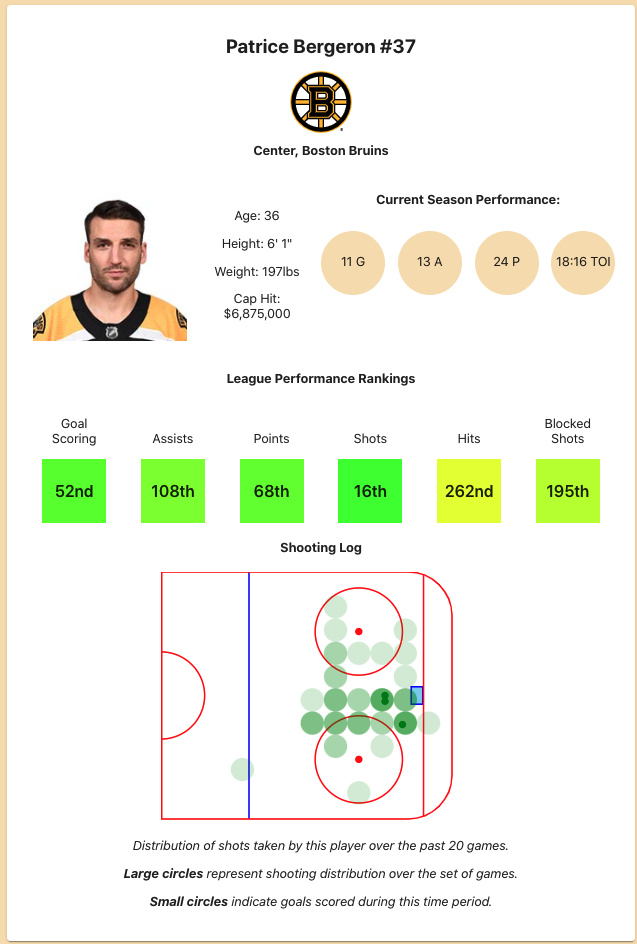 Patrice Bergeron #37
B
Center, Boston Bruins
Age: 36
Height: 6' 1"
Weight: 197lbs
Cap Hit:
$6,875,000
Current Season Performance:
11 G
13 A
24 P
18:16 TOI
League Performance Rankings
Goal
Scoring
Assists
Points
Shots
Hits
Blocked
Shots
52nd
108th
68th
16th
262nd
195th
Shooting Log
Distribution of shots taken by this player over the past 20 games.
Large circles represent shooting distribution over the set of games.
Small circles indicate goals scored during this time period.